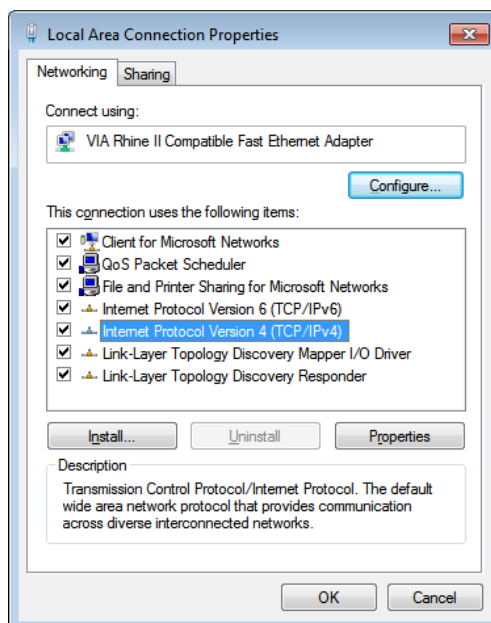 Local Area Connection Properties
Networking
Sharing
Connect using:
VIA Rhine II Compatible Fast Ethernet Adapter
Configure...
This connection uses the following items:
Client for Microsoft Networks
QoS Packet Scheduler
File and Printer Sharing for Microsoft Networks
Internet Protocol Version 6 (TCP/IPv6)
Internet Protocol Version 4 (TCP/IPv4)
Link-Layer Topology Discovery Mapper I/O Driver
Link-Layer Topology Discovery Responder
Install...
Uninstall
Properties
Description
Transmission Control Protocol/Internet Protocol. The default
wide area network protocol that provides communication
across diverse interconnected networks.
OK
Cancel